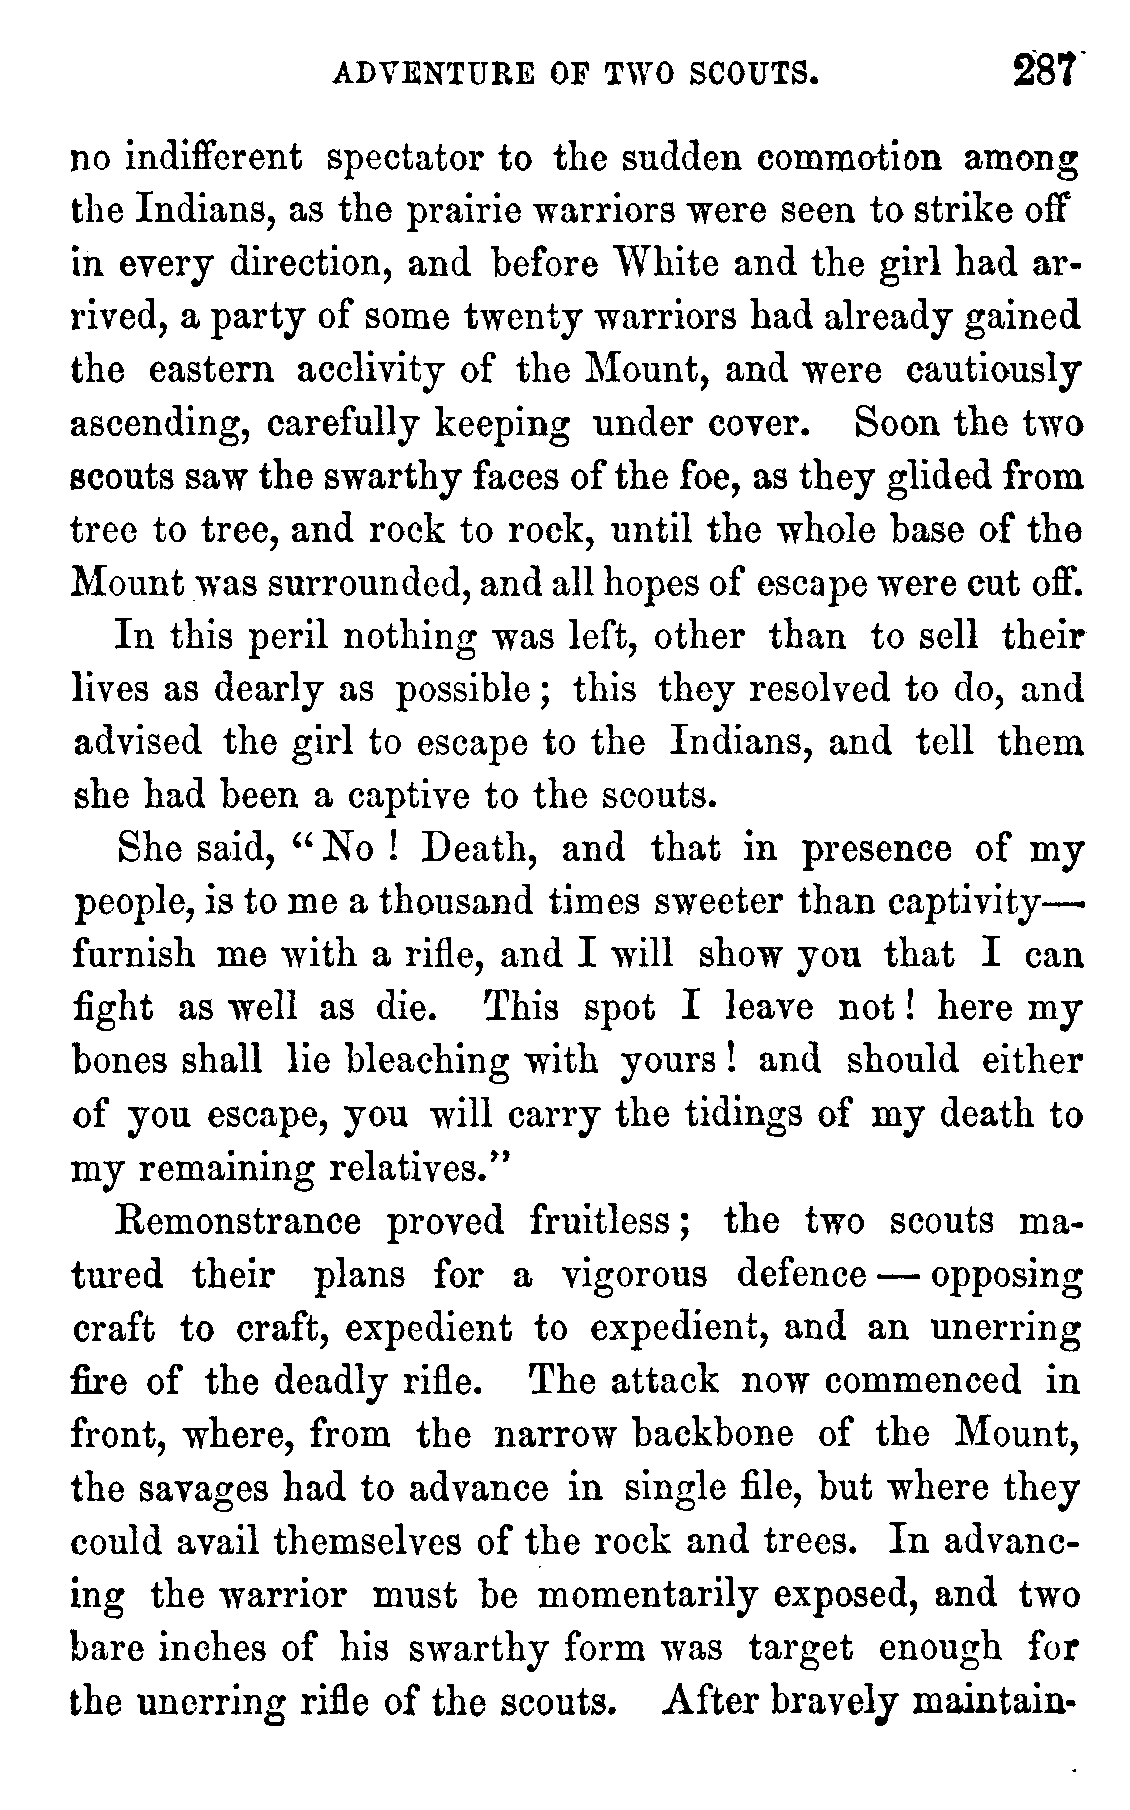 ADVENTURE OF TWO SCOUTS. 287
no indifferent spectator to the sudden commotion among
the Indians, as the prairie warriors were seen to strike off
in every direction, and before White and the girl had ar-
rived, a party of some twenty warriors had already gained
the eastern acclivity of the Mount, and were cautiously
ascending, carefully keeping under cover. Soon the two
scouts saw the swarthy faces of the foe, as they glided from
tree to tree, and rock to rock, until the whole base of the
Mount was surrounded, and all hopes of escape were cut off.
In this peril nothing was left, other than to sell their
lives as dearly as possible; this they resolved to do, and
advised the girl to escape to the Indians, and tell them
she had been a captive to the scouts.
She said, "No! Death, and that in presence of my
people, is to me a thousand times sweeter than captivity—
furnish me with a rifle, and I will show you that I can
fight as well as die. This spot I leave not! here my
bones shall lie bleaching with yours! and should either
of you escape, you will carry the tidings of my death to
my remaining relatives."
Remonstrance proved fruitless; the two scouts ma-
tured their plans for a vigorous defence — opposing
craft to craft, expedient to expedient, and an unerring
fire of the deadly rifle. The attack now commenced in
front, where, from the narrow backbone of the Mount,
the savages had to advance in single file, but where they
could avail themselves of the rock and trees. In advanc-
ing the warrior must be momentarily exposed, and two
bare inches of his swarthy form was target enough for
the unerring rifle of the scouts. After bravely maintain-